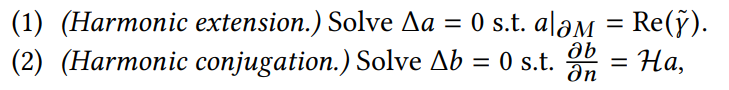 (1) (Harmonic extension.) Solve Δa = 0 s.t. a|∂M = Re(γ̃).
(2) (Harmonic conjugation.) Solve Δb = 0 s.t. ∂b/∂n = ℋa,